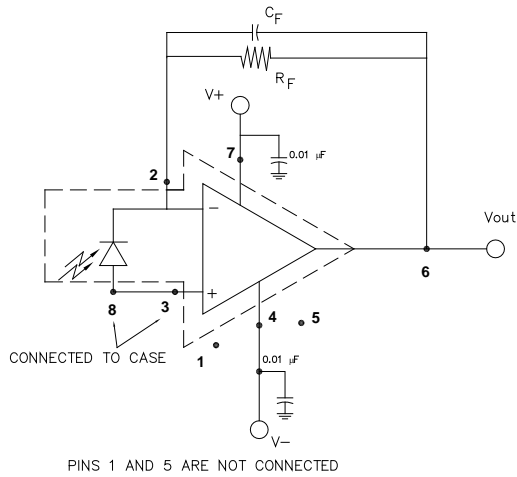 C F
R F
V+
7
0.01 µF
2
−
Vout
6
+
8
3
4
5
1
CONNECTED TO CASE
0.01 µF
V−
PINS 1 AND 5 ARE NOT CONNECTED